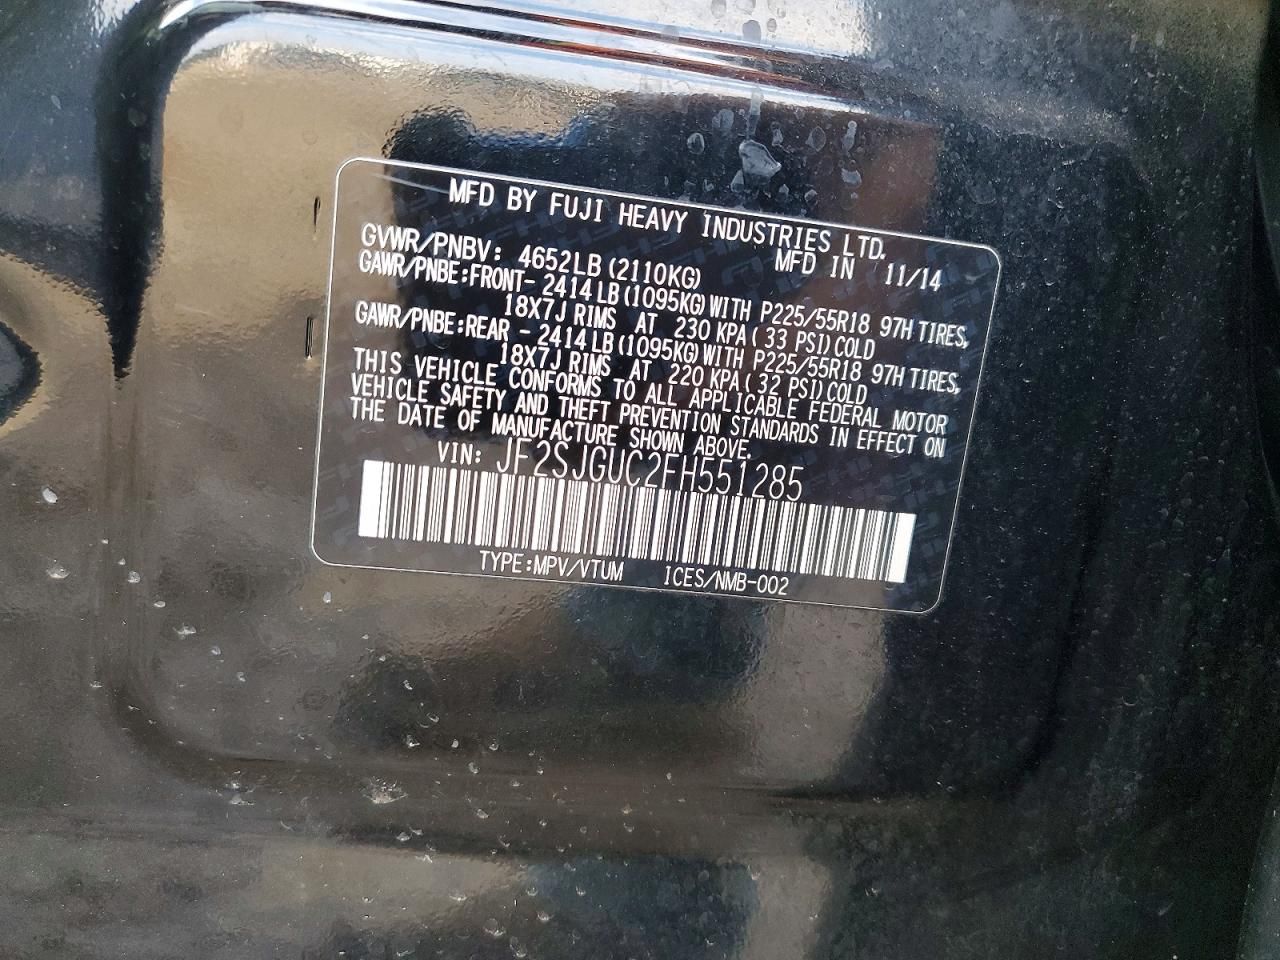 MFD BY FUJI HEAVY INDUSTRIES LTD.
GVWR/PNBV: 4652LB(2110KG) MFD IN 11/14
GAWR/PNBE:FRONT- 2414LB(1095KG)WITH P225/55R18 97H TIRES,
18X7J RIMS AT 230 KPA( 33 PSI)COLD
GAWR/PNBE:REAR - 2414LB(1095KG)WITH P225/55R18 97H TIRES,
18X7J RIMS AT 220 KPA( 32 PSI)COLD
THIS VEHICLE CONFORMS TO ALL APPLICABLE FEDERAL MOTOR
VEHICLE SAFETY AND THEFT PREVENTION STANDARDS IN EFFECT ON
THE DATE OF MANUFACTURE SHOWN ABOVE.
VIN: JF2SJGUC2FH551285
TYPE:MPV/VTUM ICES/NMB-002